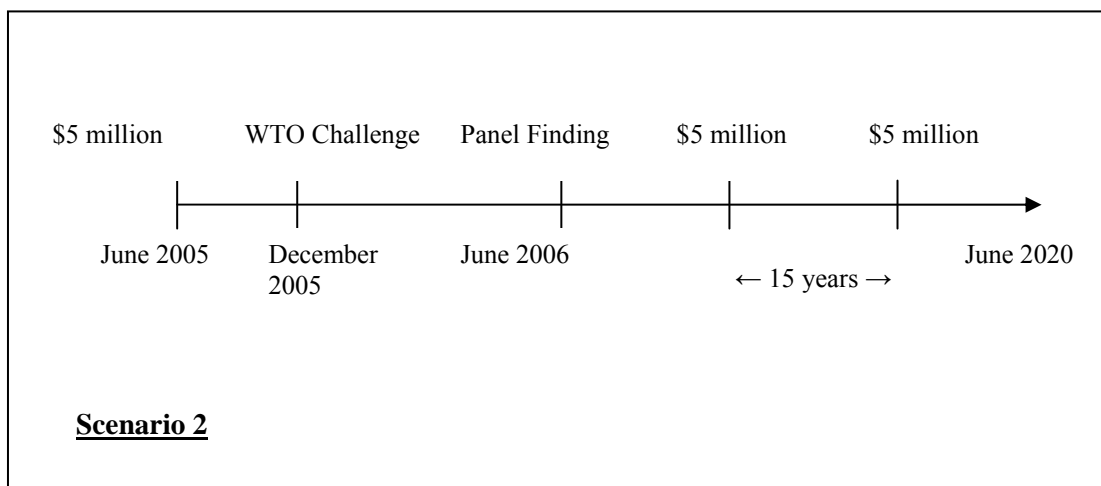 $5 million WTO Challenge Panel Finding $5 million $5 million
June 2005 December 2005 June 2006 June 2020
← 15 years →
Scenario 2